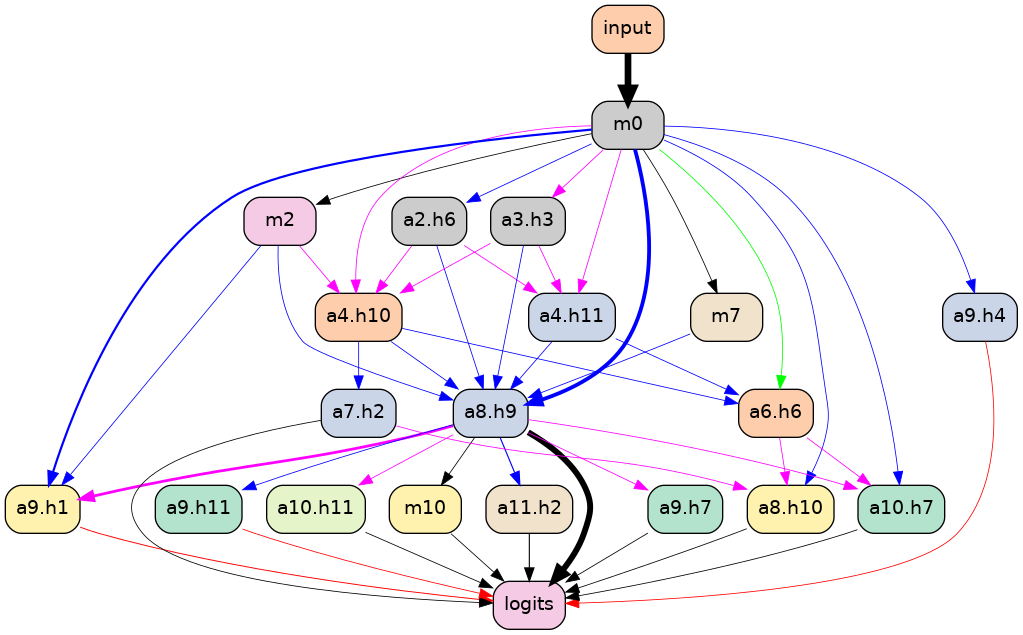 input
m0
m2
a2.h6
a3.h3
a4.h10
a4.h11
m7
a9.h4
a7.h2
a8.h9
a6.h6
a9.h1
a9.h11
a10.h11
m10
a11.h2
a9.h7
a8.h10
a10.h7
logits